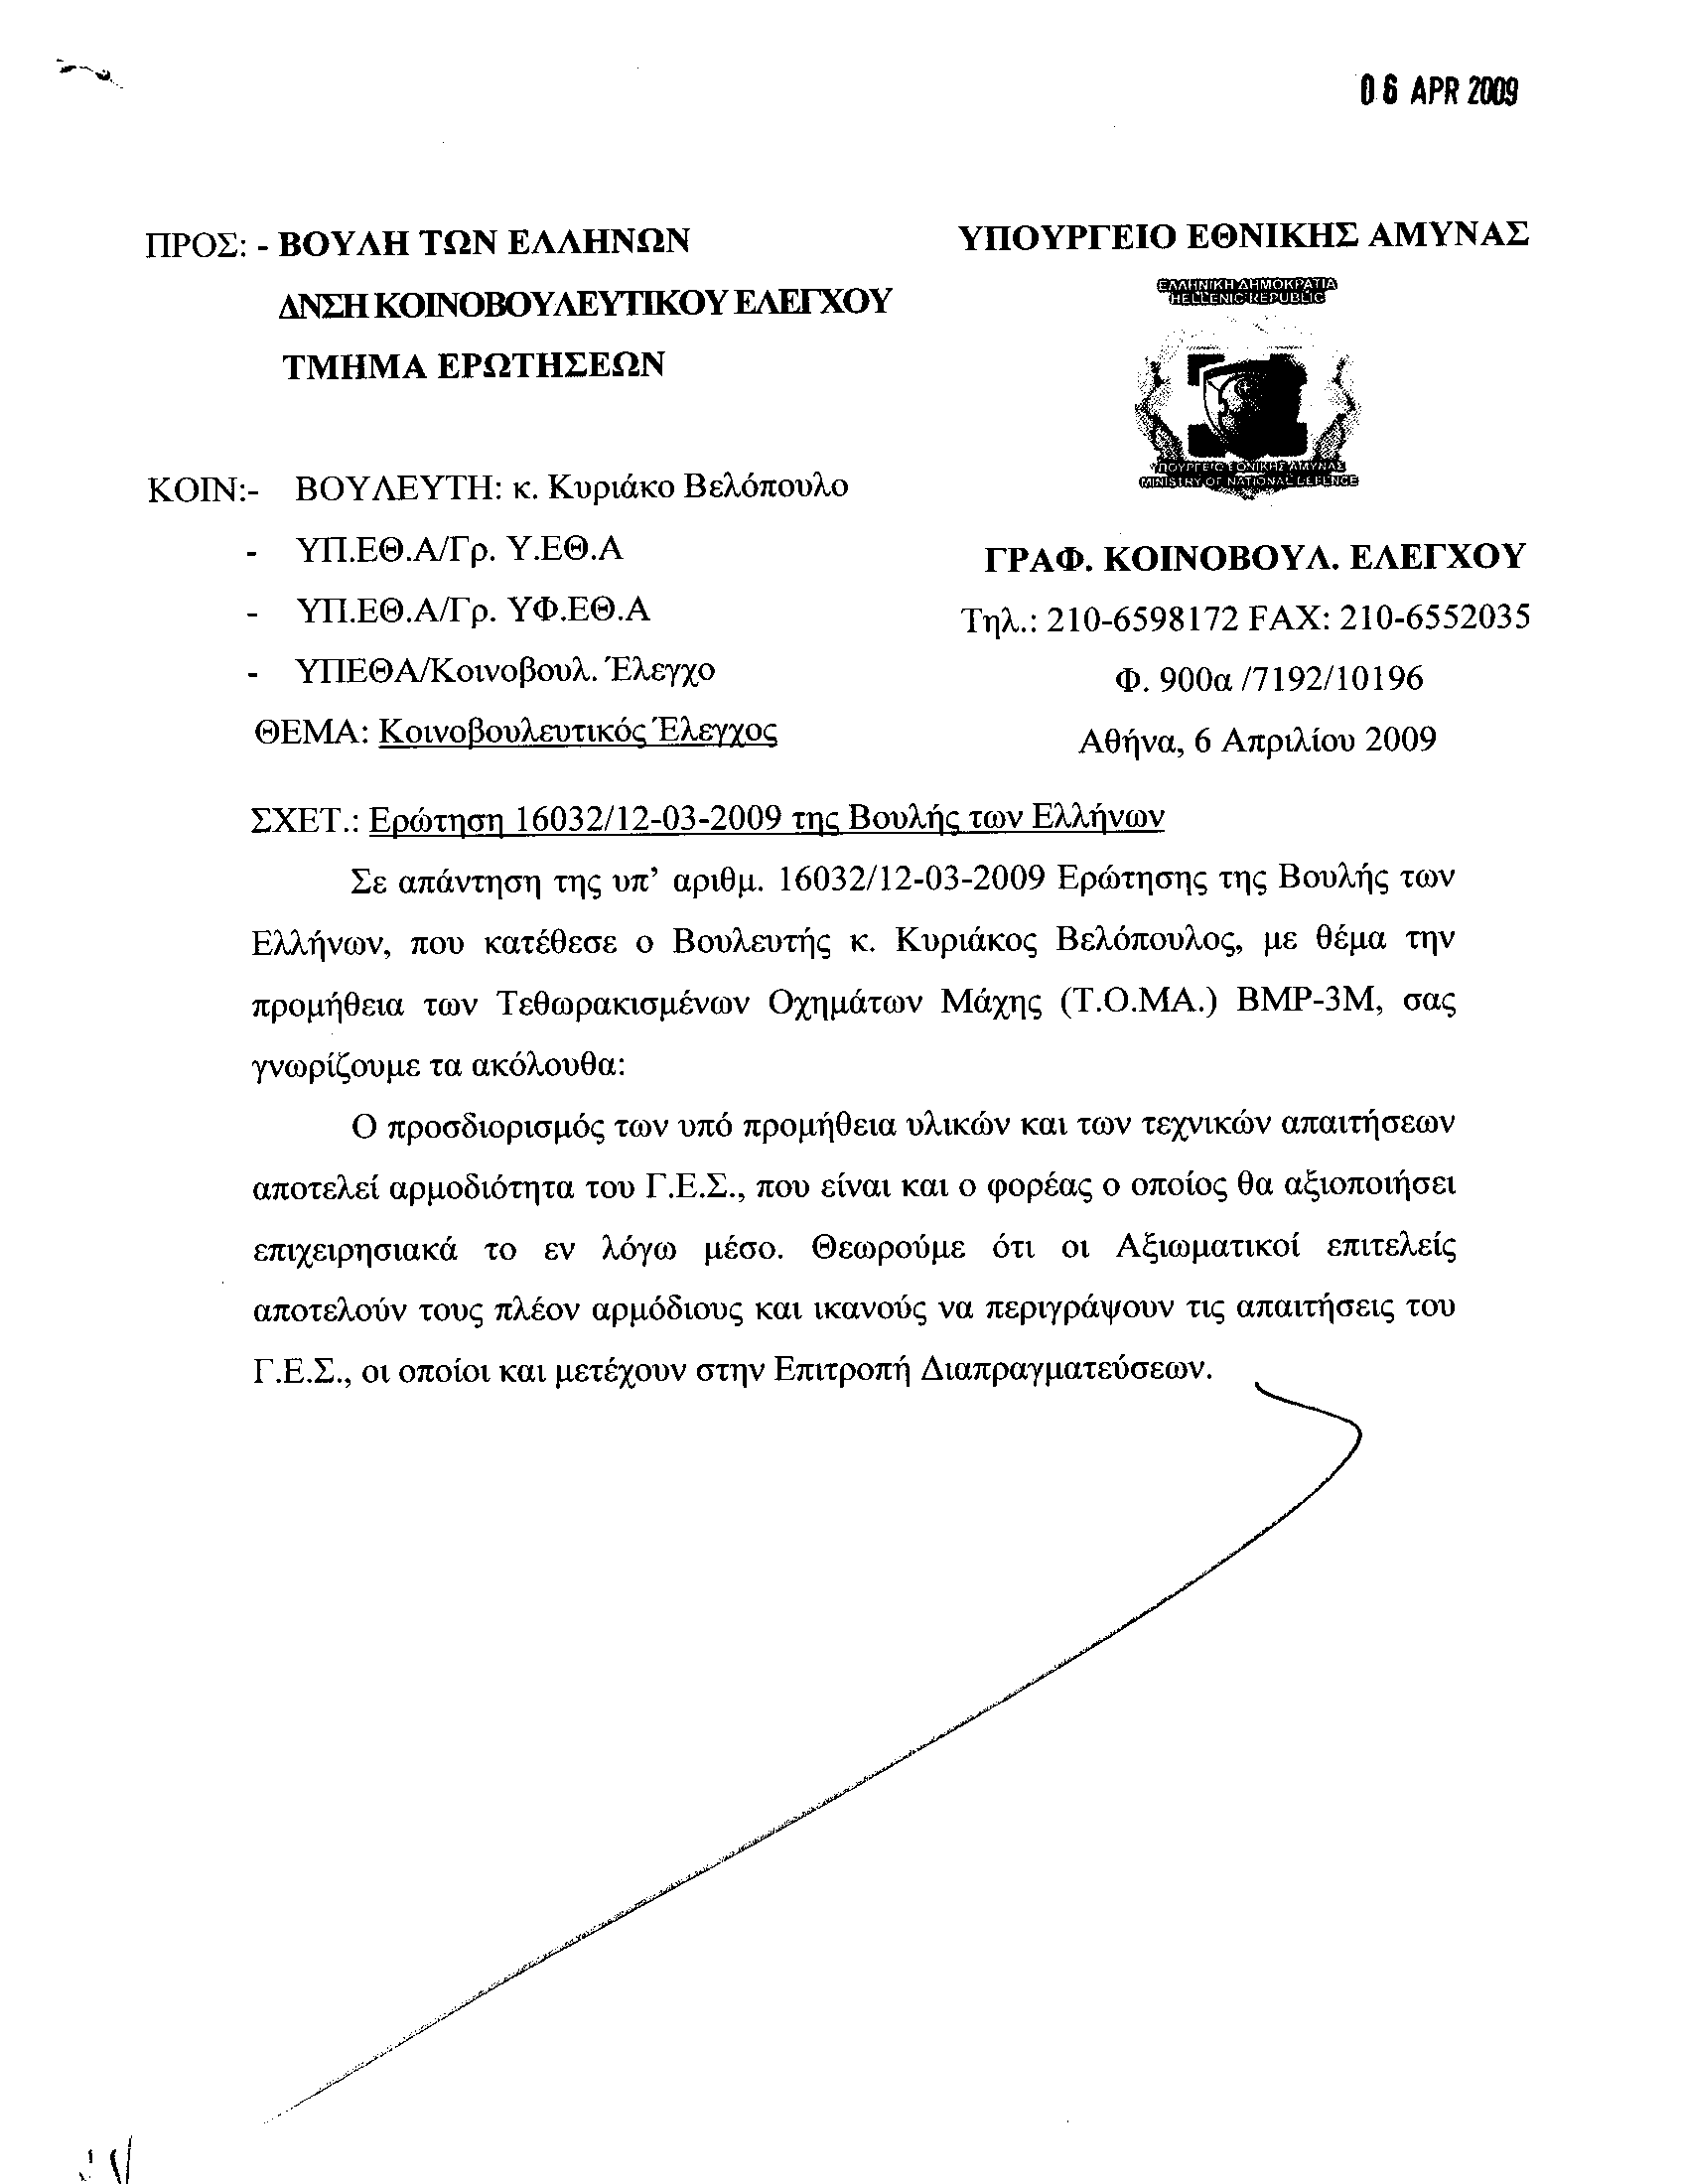 06 APR 2009
ΠΡΟΣ: - ΒΟΥΛΗ ΤΩΝ ΕΛΛΗΝΩΝ
ΔΝΣΗ ΚΟΙΝΟΒΟΥΛΕΥΤΙΚΟΥ ΕΛΕΓΧΟΥ
ΤΜΗΜΑ ΕΡΩΤΗΣΕΩΝ
ΥΠΟΥΡΓΕΙΟ ΕΘΝΙΚΗΣ ΑΜΥΝΑΣ
ΕΛΛΗΝΙΚΗ ΔΗΜΟΚΡΑΤΙΑ
HELLENIC REPUBLIC
ΥΠΟΥΡΓΕΙΟ ΕΘΝΙΚΗΣ ΑΜΥΝΑΣ
MINISTRY OF NATIONAL DEFENCE
ΚΟΙΝ:- ΒΟΥΛΕΥΤΗ: κ. Κυριάκο Βελόπουλο
- ΥΠ.ΕΘ.Α/Γρ. Υ.ΕΘ.Α
- ΥΠ.ΕΘ.Α/Γρ. ΥΦ.ΕΘ.Α
- ΥΠΕΘΑ/Κοινοβουλ. Έλεγχο
ΘΕΜΑ: Κοινοβουλευτικός Έλεγχος
ΓΡΑΦ. ΚΟΙΝΟΒΟΥΛ. ΕΛΕΓΧΟΥ
Τηλ.: 210-6598172 FAX: 210-6552035
Φ. 900α /7192/10196
Αθήνα, 6 Απριλίου 2009
ΣΧΕΤ.: Ερώτηση 16032/12-03-2009 της Βουλής των Ελλήνων
Σε απάντηση της υπ’ αριθμ. 16032/12-03-2009 Ερώτησης της Βουλής των
Ελλήνων, που κατέθεσε ο Βουλευτής κ. Κυριάκος Βελόπουλος, με θέμα την
προμήθεια των Τεθωρακισμένων Οχημάτων Μάχης (Τ.Ο.ΜΑ.) BMP-3M, σας
γνωρίζουμε τα ακόλουθα:
Ο προσδιορισμός των υπό προμήθεια υλικών και των τεχνικών απαιτήσεων
αποτελεί αρμοδιότητα του Γ.Ε.Σ., που είναι και ο φορέας ο οποίος θα αξιοποιήσει
επιχειρησιακά το εν λόγω μέσο. Θεωρούμε ότι οι Αξιωματικοί επιτελείς
αποτελούν τους πλέον αρμόδιους και ικανούς να περιγράψουν τις απαιτήσεις του
Γ.Ε.Σ., οι οποίοι και μετέχουν στην Επιτροπή Διαπραγματεύσεων.